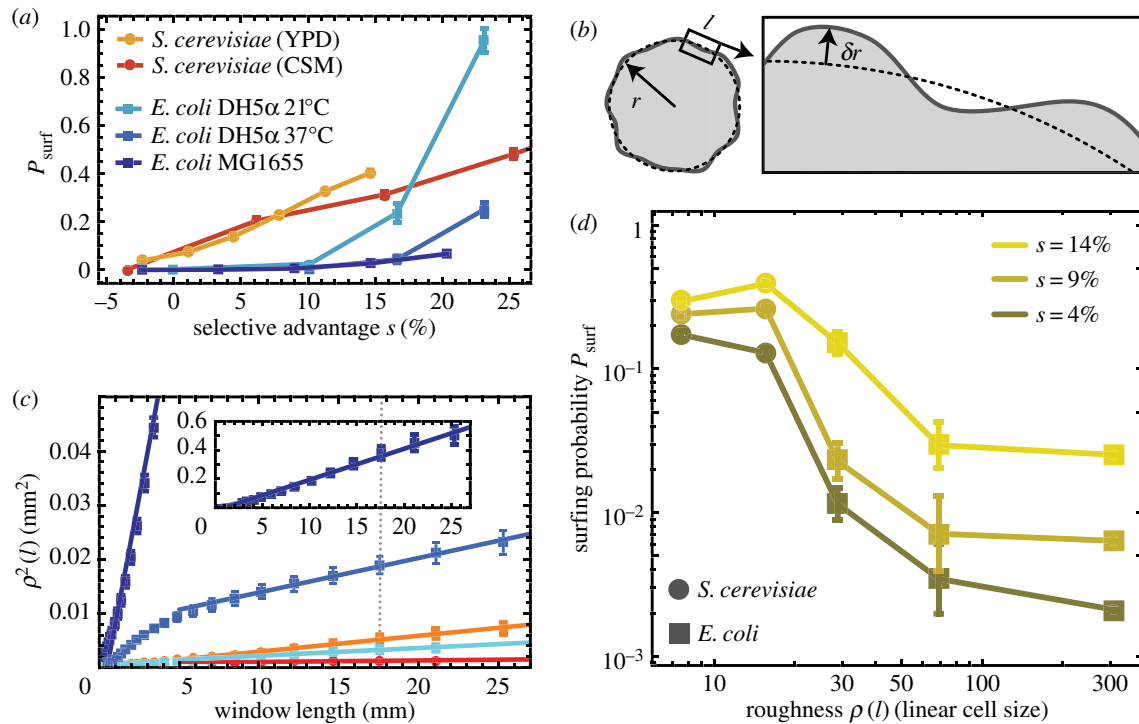 (a)
1.0
0.8
0.6
0.4
0.2
0
P_surf
S. cerevisiae (YPD)
S. cerevisiae (CSM)
E. coli DH5α 21°C
E. coli DH5α 37°C
E. coli MG1655
−5 0 5 10 15 20 25
selective advantage s (%)
(b)
l
r
δr
(c)
0.04
0.03
0.02
0.01
ρ² (l) (mm²)
0.6
0.4
0.2
0 5 10 15 20 25
0 5 10 15 20 25
window length (mm)
(d)
1
10⁻¹
10⁻²
10⁻³
surfing probability P_surf
s = 14%
s = 9%
s = 4%
S. cerevisiae
E. coli
10 30 50 100 300
roughness ρ (l) (linear cell size)